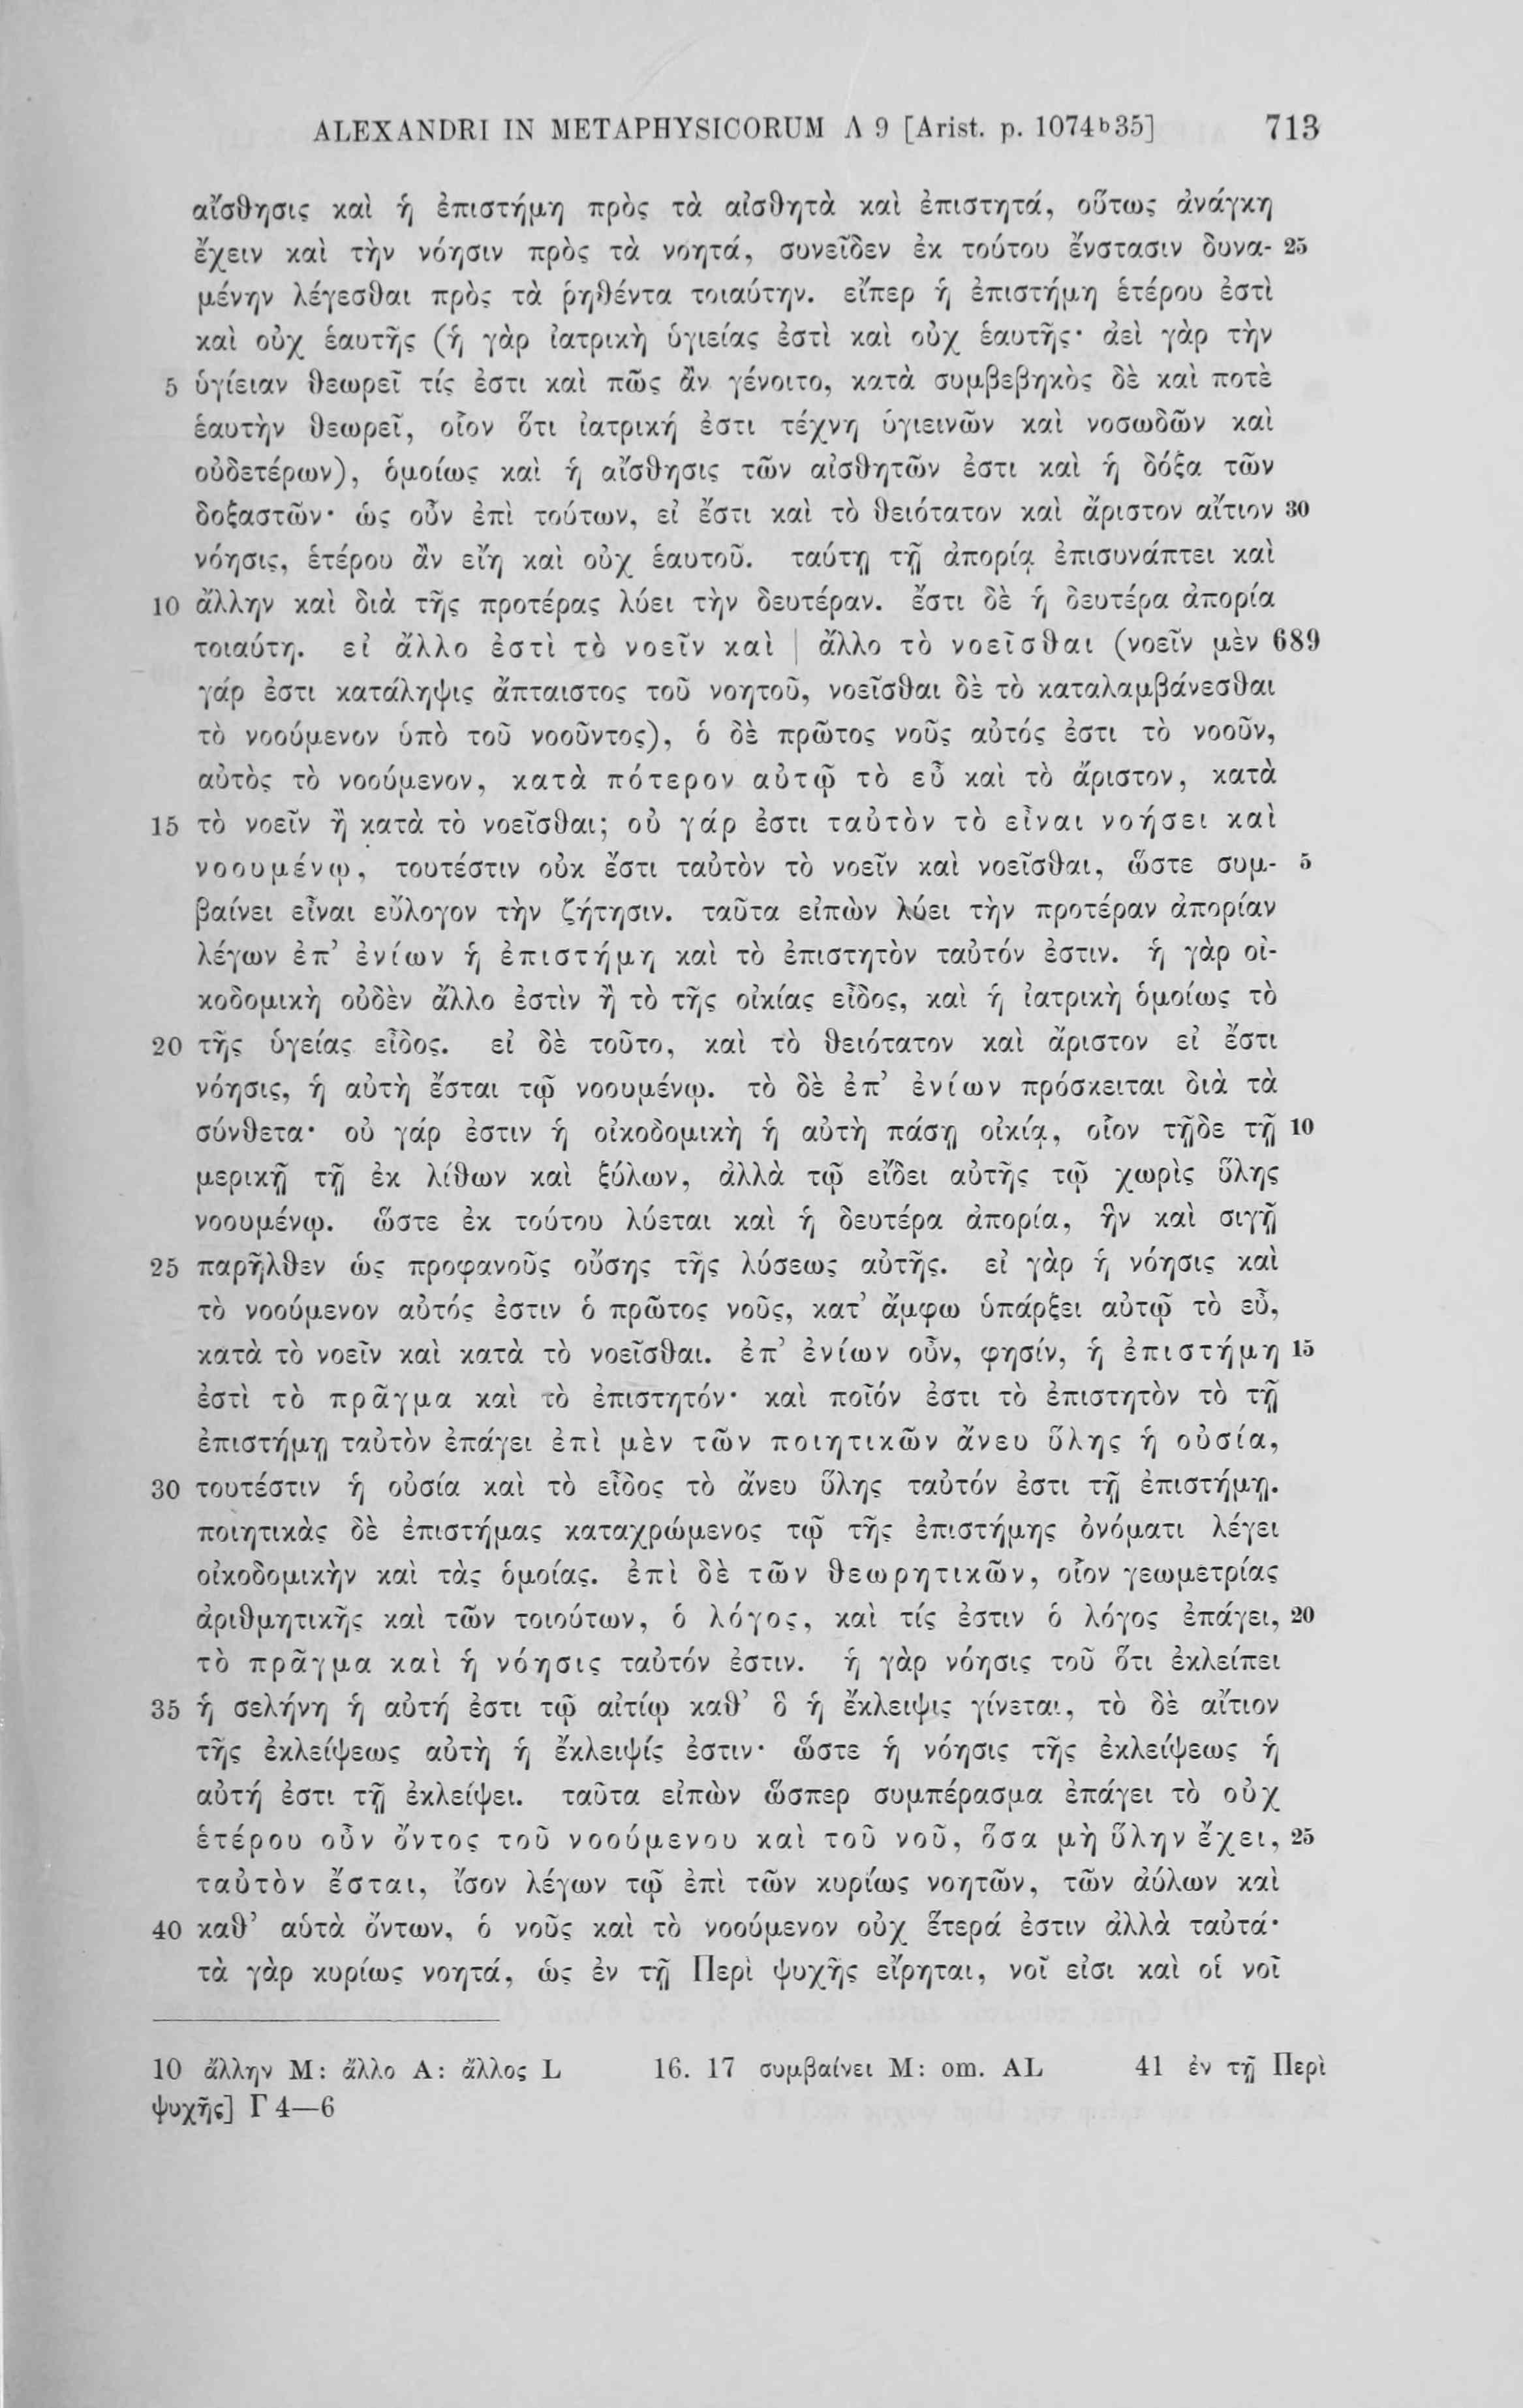 ALEXANDRI IN METAPHYSICORUM Λ 9 [Arist. p. 1074b35] 713
αἴσθησις καὶ ἡ ἐπιστήμη πρὸς τὰ αἰσθητὰ καὶ ἐπιστητά, οὕτως ἀνάγκη
ἔχειν καὶ τὴν νόησιν πρὸς τὰ νοητά, συνεῖδεν ἐκ τούτου ἔνστασιν δυνα- 25
μένην λέγεσθαι πρὸς τὰ ῥηθέντα τοιαύτην. εἴπερ ἡ ἐπιστήμη ἑτέρου ἐστὶ
καὶ οὐχ ἑαυτῆς (ἡ γὰρ ἰατρικὴ ὑγιείας ἐστὶ καὶ οὐχ ἑαυτῆς· ἀεὶ γὰρ τὴν
5 ὑγίειαν θεωρεῖ τίς ἐστι καὶ πῶς ἂν γένοιτο, κατὰ συμβεβηκὸς δὲ καὶ ποτὲ
ἑαυτὴν θεωρεῖ, οἷον ὅτι ἰατρική ἐστι τέχνη ὑγιεινῶν καὶ νοσωδῶν καὶ
οὐδετέρων), ὁμοίως καὶ ἡ αἴσθησις τῶν αἰσθητῶν ἐστι καὶ ἡ δόξα τῶν
δοξαστῶν· ὡς οὖν ἐπὶ τούτων, εἰ ἔστι καὶ τὸ θειότατον καὶ ἄριστον αἴτιον 30
νόησις, ἑτέρου ἂν εἴη καὶ οὐχ ἑαυτοῦ. ταύτῃ τῇ ἀπορίᾳ ἐπισυνάπτει καὶ
10 ἄλλην καὶ διὰ τῆς προτέρας λύει τὴν δευτέραν. ἔστι δὲ ἡ δευτέρα ἀπορία
τοιαύτη. εἰ ἄλλο ἐστὶ τὸ νοεῖν καὶ | ἄλλο τὸ νοεῖσθαι (νοεῖν μὲν 689
γάρ ἐστι κατάληψις ἄπταιστος τοῦ νοητοῦ, νοεῖσθαι δὲ τὸ καταλαμβάνεσθαι
τὸ νοούμενον ὑπὸ τοῦ νοοῦντος), ὁ δὲ πρῶτος νοῦς αὐτός ἐστι τὸ νοοῦν,
αὐτὸς τὸ νοούμενον, κατὰ πότερον αὐτῷ τὸ εὖ καὶ τὸ ἄριστον, κατὰ
15 τὸ νοεῖν ἢ κατὰ τὸ νοεῖσθαι; οὐ γάρ ἐστι ταὐτὸν τὸ εἶναι νοήσει καὶ
νοουμένῳ, τουτέστιν οὐκ ἔστι ταὐτὸν τὸ νοεῖν καὶ νοεῖσθαι, ὥστε συμ- 5
βαίνει εἶναι εὔλογον τὴν ζήτησιν. ταῦτα εἰπὼν λύει τὴν προτέραν ἀπορίαν
λέγων ἐπ’ ἐνίων ἡ ἐπιστήμη καὶ τὸ ἐπιστητὸν ταὐτόν ἐστιν. ἡ γὰρ οἰ-
κοδομικὴ οὐδὲν ἄλλο ἐστὶν ἢ τὸ τῆς οἰκίας εἶδος, καὶ ἡ ἰατρικὴ ὁμοίως τὸ
20 τῆς ὑγείας εἶδος. εἰ δὲ τοῦτο, καὶ τὸ θειότατον καὶ ἄριστον εἰ ἔστι
νόησις, ἡ αὐτὴ ἔσται τῷ νοουμένῳ. τὸ δὲ ἐπ’ ἐνίων πρόσκειται διὰ τὰ
σύνθετα· οὐ γάρ ἐστιν ἡ οἰκοδομικὴ ἡ αὐτὴ πάσῃ οἰκίᾳ, οἷον τῇδε τῇ 10
μερικῇ τῇ ἐκ λίθων καὶ ξύλων, ἀλλὰ τῷ εἴδει αὐτῆς τῷ χωρὶς ὕλης
νοουμένῳ. ὥστε ἐκ τούτου λύεται καὶ ἡ δευτέρα ἀπορία, ἣν καὶ σιγῇ
25 παρῆλθεν ὡς προφανοῦς οὔσης τῆς λύσεως αὐτῆς. εἰ γὰρ ἡ νόησις καὶ
τὸ νοούμενον αὐτός ἐστιν ὁ πρῶτος νοῦς, κατ’ ἄμφω ὑπάρξει αὐτῷ τὸ εὖ,
κατὰ τὸ νοεῖν καὶ κατὰ τὸ νοεῖσθαι. ἐπ’ ἐνίων οὖν, φησίν, ἡ ἐπιστήμη 15
ἐστὶ τὸ πρᾶγμα καὶ τὸ ἐπιστητόν· καὶ ποῖόν ἐστι τὸ ἐπιστητὸν τὸ τῇ
ἐπιστήμῃ ταὐτὸν ἐπάγει ἐπὶ μὲν τῶν ποιητικῶν ἄνευ ὕλης ἡ οὐσία,
30 τουτέστιν ἡ οὐσία καὶ τὸ εἶδος τὸ ἄνευ ὕλης ταὐτόν ἐστι τῇ ἐπιστήμῃ.
ποιητικὰς δὲ ἐπιστήμας καταχρώμενος τῷ τῆς ἐπιστήμης ὀνόματι λέγει
οἰκοδομικὴν καὶ τὰς ὁμοίας. ἐπὶ δὲ τῶν θεωρητικῶν, οἷον γεωμετρίας
ἀριθμητικῆς καὶ τῶν τοιούτων, ὁ λόγος, καὶ τίς ἐστιν ὁ λόγος ἐπάγει, 20
τὸ πρᾶγμα καὶ ἡ νόησις ταὐτόν ἐστιν. ἡ γὰρ νόησις τοῦ ὅτι ἐκλείπει
35 ἡ σελήνη ἡ αὐτή ἐστι τῷ αἰτίῳ καθ’ ὃ ἡ ἔκλειψις γίνεται, τὸ δὲ αἴτιον
τῆς ἐκλείψεως αὐτὴ ἡ ἔκλειψίς ἐστιν· ὥστε ἡ νόησις τῆς ἐκλείψεως ἡ
αὐτή ἐστι τῇ ἐκλείψει. ταῦτα εἰπὼν ὥσπερ συμπέρασμα ἐπάγει τὸ οὐχ
ἑτέρου οὖν ὄντος τοῦ νοούμενου καὶ τοῦ νοῦ, ὅσα μὴ ὕλην ἔχει, 25
ταὐτὸν ἔσται, ἴσον λέγων τῷ ἐπὶ τῶν κυρίως νοητῶν, τῶν ἀύλων καὶ
40 καθ’ αὑτὰ ὄντων, ὁ νοῦς καὶ τὸ νοούμενον οὐχ ἕτερά ἐστιν ἀλλὰ ταὐτά·
τὰ γὰρ κυρίως νοητά, ὡς ἐν τῇ Περὶ ψυχῆς εἴρηται, νοῖ εἰσι καὶ οἱ νοῖ
10 ἄλλην M: ἄλλο A: ἄλλος L 16. 17 συμβαίνει M: om. AL 41 ἐν τῇ Περὶ
ψυχῆς] Γ 4—6